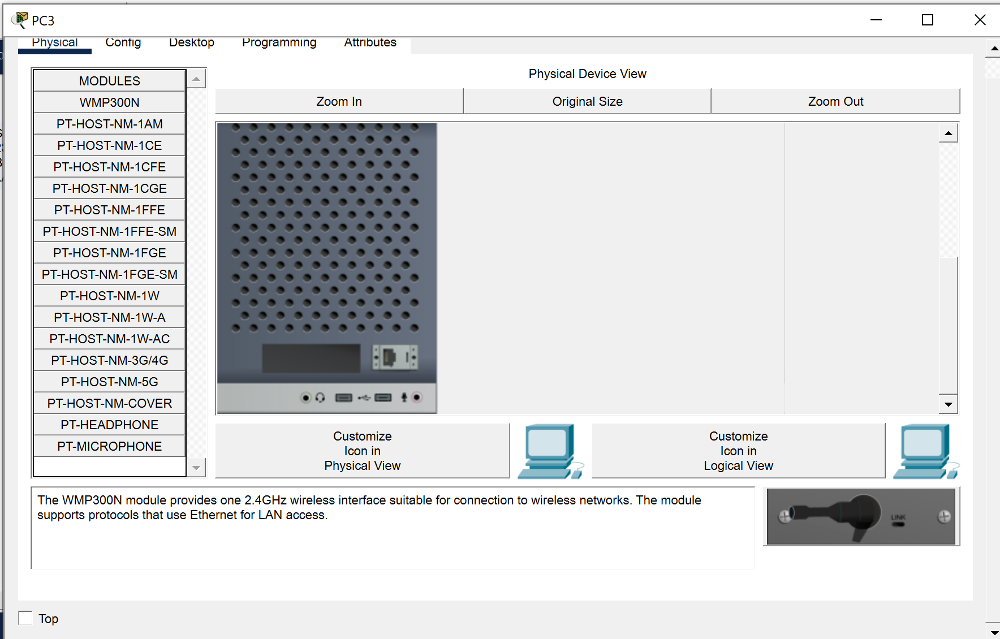 PC3
Physical Config Desktop Programming Attributes
MODULES
WMP300N
PT-HOST-NM-1AM
PT-HOST-NM-1CE
PT-HOST-NM-1CFE
PT-HOST-NM-1CGE
PT-HOST-NM-1FFE
PT-HOST-NM-1FFE-SM
PT-HOST-NM-1FGE
PT-HOST-NM-1FGE-SM
PT-HOST-NM-1W
PT-HOST-NM-1W-A
PT-HOST-NM-1W-AC
PT-HOST-NM-3G/4G
PT-HOST-NM-5G
PT-HOST-NM-COVER
PT-HEADPHONE
PT-MICROPHONE
Physical Device View
Zoom In Original Size Zoom Out
Customize
Icon in
Physical View
Customize
Icon in
Logical View
The WMP300N module provides one 2.4GHz wireless interface suitable for connection to wireless networks. The module
supports protocols that use Ethernet for LAN access.
LINK
Top